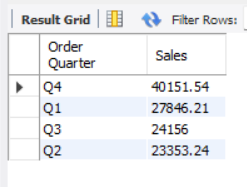 Result Grid Filter Rows:
Order Quarter Sales
Q4 40151.54
Q1 27846.21
Q3 24156
Q2 23353.24